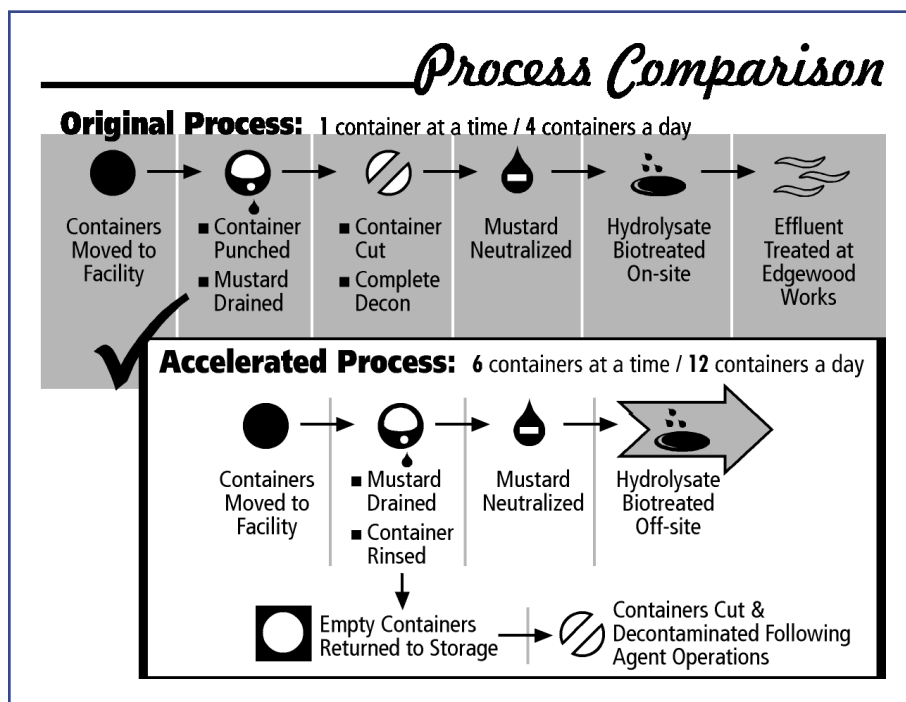 Process Comparison
Original Process: 1 container at a time / 4 containers a day
Containers
Moved to
Facility
■ Container
Punched
■ Mustard
Drained
■ Container
Cut
■ Complete
Decon
Mustard
Neutralized
Hydrolysate
Biotreated
On-site
Effluent
Treated at
Edgewood
Works
Accelerated Process: 6 containers at a time / 12 containers a day
Containers
Moved to
Facility
■ Mustard
Drained
■ Container
Rinsed
Mustard
Neutralized
Hydrolysate
Biotreated
Off-site
Empty Containers
Returned to Storage
Containers Cut &
Decontaminated Following
Agent Operations